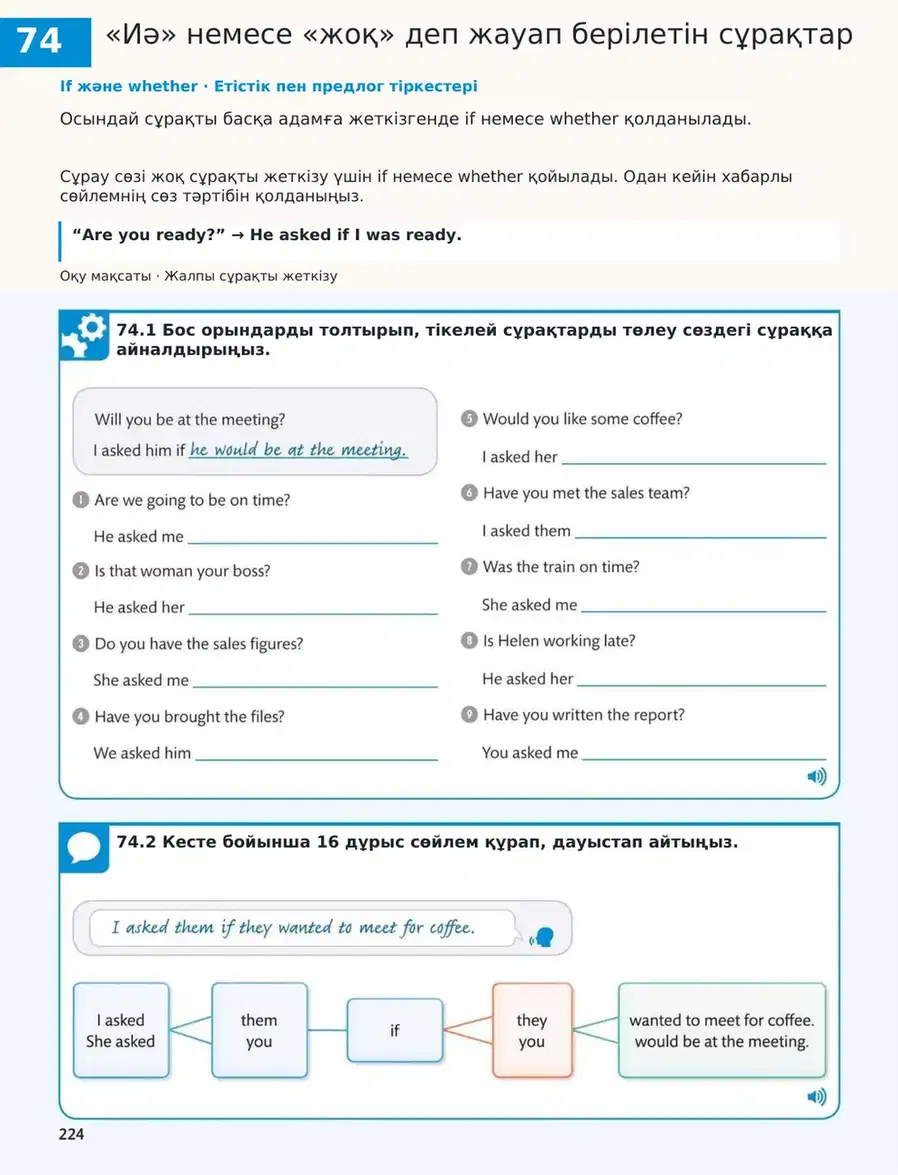 74
«Иә» немесе «жоқ» деп жауап берілетін сұрақтар
If және whether · Етістік пен предлог тіркестері
Осындай сұрақты басқа адамға жеткізгенде if немесе whether қолданылады.
Сұрау сөзі жоқ сұрақты жеткізу үшін if немесе whether қойылады. Одан кейін хабарлы
сөйлемнің сөз тәртібін қолданыңыз.
“Are you ready?” → He asked if I was ready.
Оқу мақсаты · Жалпы сұрақты жеткізу
74.1 Бос орындарды толтырып, тікелей сұрақтарды төлеу сөздегі сұраққа
айналдырыңыз.
Will you be at the meeting?
I asked him if he would be at the meeting.
1 Are we going to be on time?
He asked me
2 Is that woman your boss?
He asked her
3 Do you have the sales figures?
She asked me
4 Have you brought the files?
We asked him
5 Would you like some coffee?
I asked her
6 Have you met the sales team?
I asked them
7 Was the train on time?
She asked me
8 Is Helen working late?
He asked her
9 Have you written the report?
You asked me
74.2 Кесте бойынша 16 дұрыс сөйлем құрап, дауыстап айтыңыз.
I asked them if they wanted to meet for coffee.
I asked
She asked
them
you
if
they
you
wanted to meet for coffee.
would be at the meeting.
224